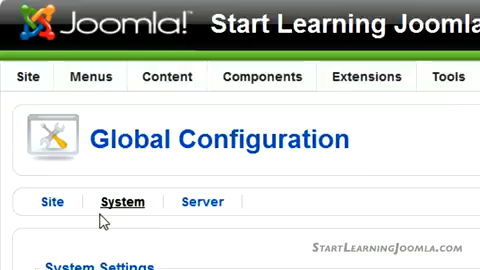 Joomla!™ Start Learning Joomla
Site Menus Content Components Extensions Tools
Global Configuration
Site System Server
StartLearningJoomla.com
System Settings